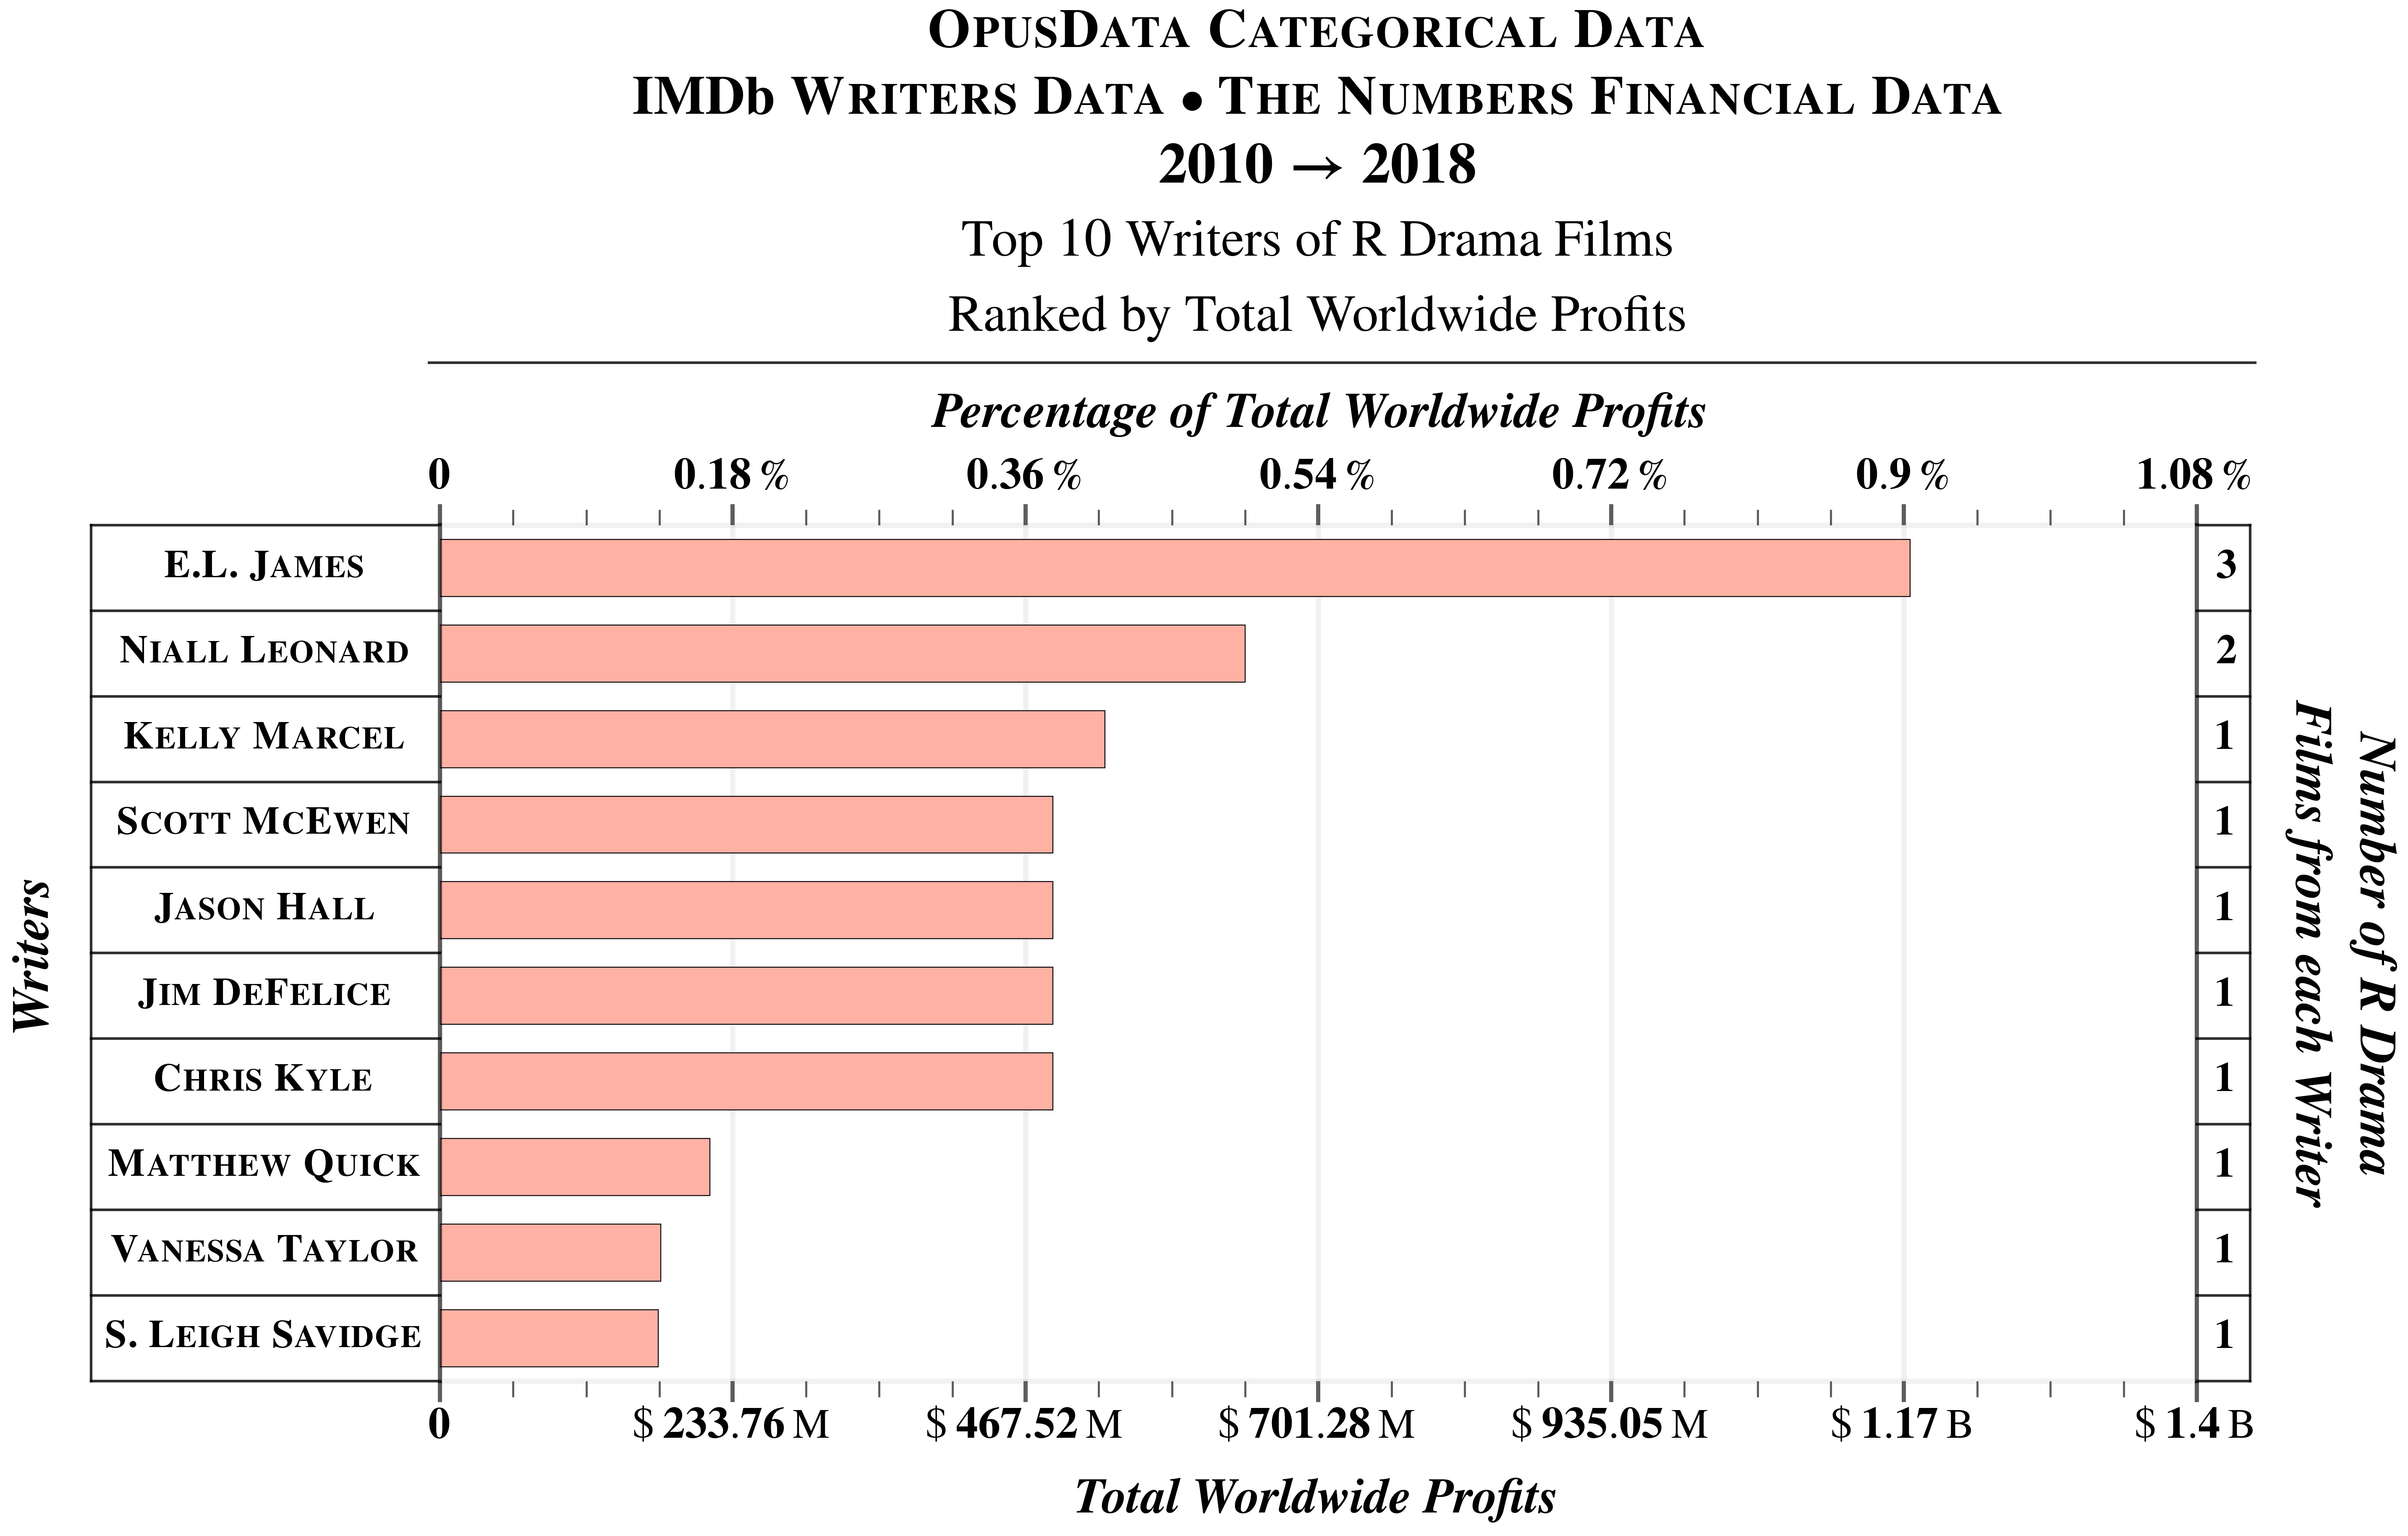 OpusData Categorical Data
IMDb Writers Data • The Numbers Financial Data
2010 → 2018
Top 10 Writers of R Drama Films
Ranked by Total Worldwide Profits
Percentage of Total Worldwide Profits
0 0.18 % 0.36 % 0.54 % 0.72 % 0.9 % 1.08 %
E.L. James 3
Niall Leonard 2
Kelly Marcel 1
Scott McEwen 1
Jason Hall 1
Jim DeFelice 1
Chris Kyle 1
Matthew Quick 1
Vanessa Taylor 1
S. Leigh Savidge 1
Writers
Number of R Drama
Films from each Writer
0 $ 233.76 M $ 467.52 M $ 701.28 M $ 935.05 M $ 1.17 B $ 1.4 B
Total Worldwide Profits